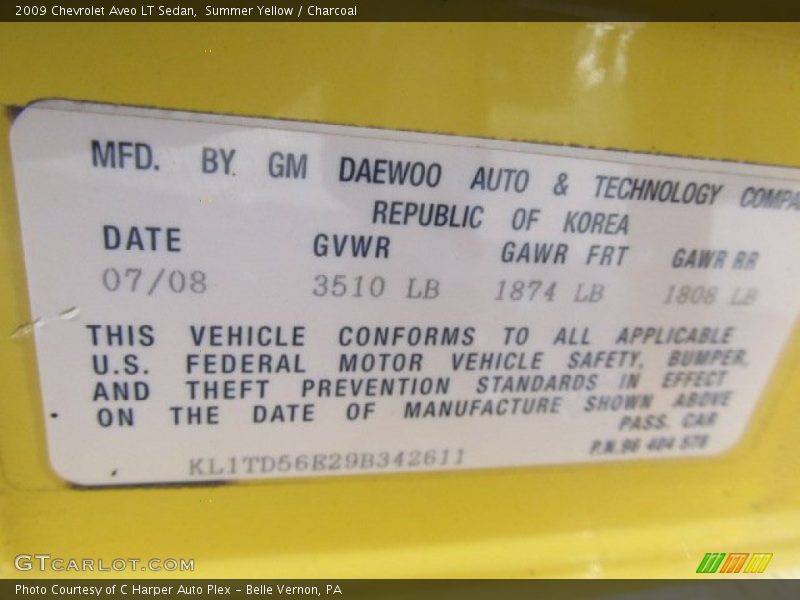 2009 Chevrolet Aveo LT Sedan, Summer Yellow / Charcoal
MFD. BY GM DAEWOO AUTO & TECHNOLOGY COMPA
REPUBLIC OF KOREA
DATE GVWR GAWR FRT GAWR RR
07/08 3510 LB 1874 LB 1808 LB
THIS VEHICLE CONFORMS TO ALL APPLICABLE
U.S. FEDERAL MOTOR VEHICLE SAFETY, BUMPER,
AND THEFT PREVENTION STANDARDS IN EFFECT
ON THE DATE OF MANUFACTURE SHOWN ABOVE
PASS. CAR
P.N.96 404 578
KL1TD56E29B342611
GTCARLOT.COM
Photo Courtesy of C Harper Auto Plex - Belle Vernon, PA